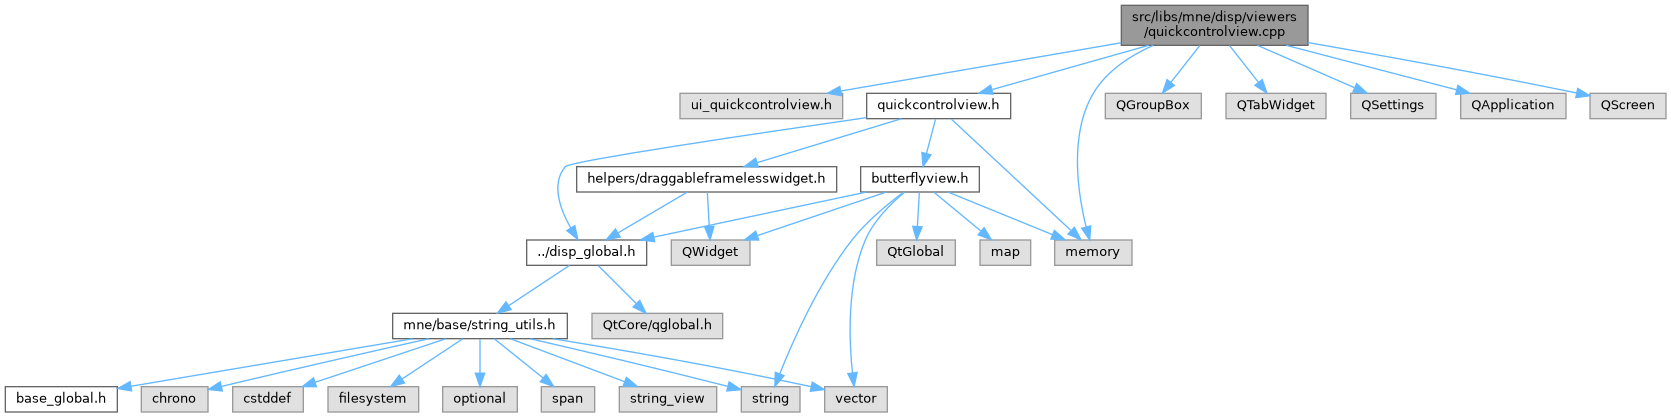 src/libs/mne/disp/viewers
/quickcontrolview.cpp
ui_quickcontrolview.h
quickcontrolview.h
QGroupBox
QTabWidget
QSettings
QApplication
QScreen
helpers/draggableframelesswidget.h
butterflyview.h
../disp_global.h
QWidget
QtGlobal
map
memory
mne/base/string_utils.h
QtCore/qglobal.h
base_global.h
chrono
cstddef
filesystem
optional
span
string_view
string
vector